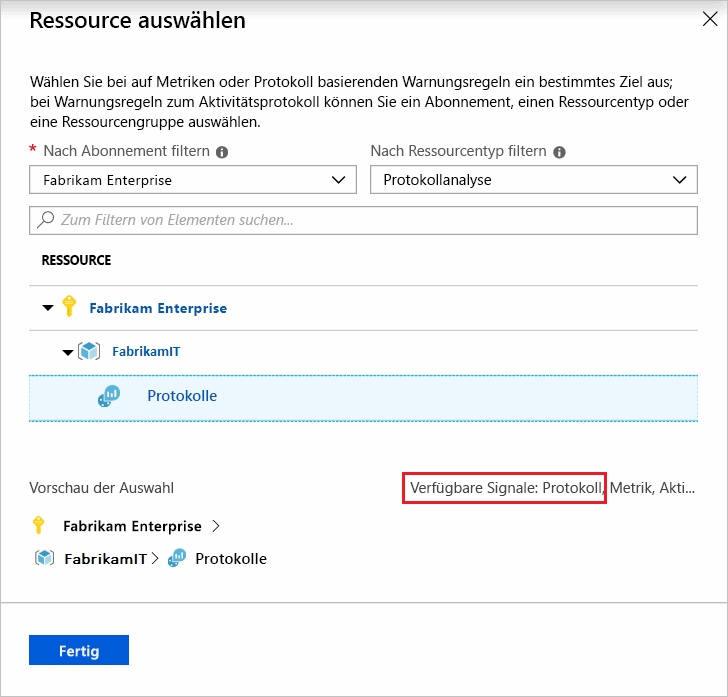 Ressource auswählen
Wählen Sie bei auf Metriken oder Protokoll basierenden Warnungsregeln ein bestimmtes Ziel aus;
bei Warnungsregeln zum Aktivitätsprotokoll können Sie ein Abonnement, einen Ressourcentyp oder
eine Ressourcengruppe auswählen.
* Nach Abonnement filtern
Nach Ressourcentyp filtern
Fabrikam Enterprise
Protokollanalyse
Zum Filtern von Elementen suchen...
RESSOURCE
Fabrikam Enterprise
FabrikamIT
Protokolle
Vorschau der Auswahl
Verfügbare Signale: Protokoll, Metrik, Akti...
Fabrikam Enterprise >
FabrikamIT > Protokolle
Fertig